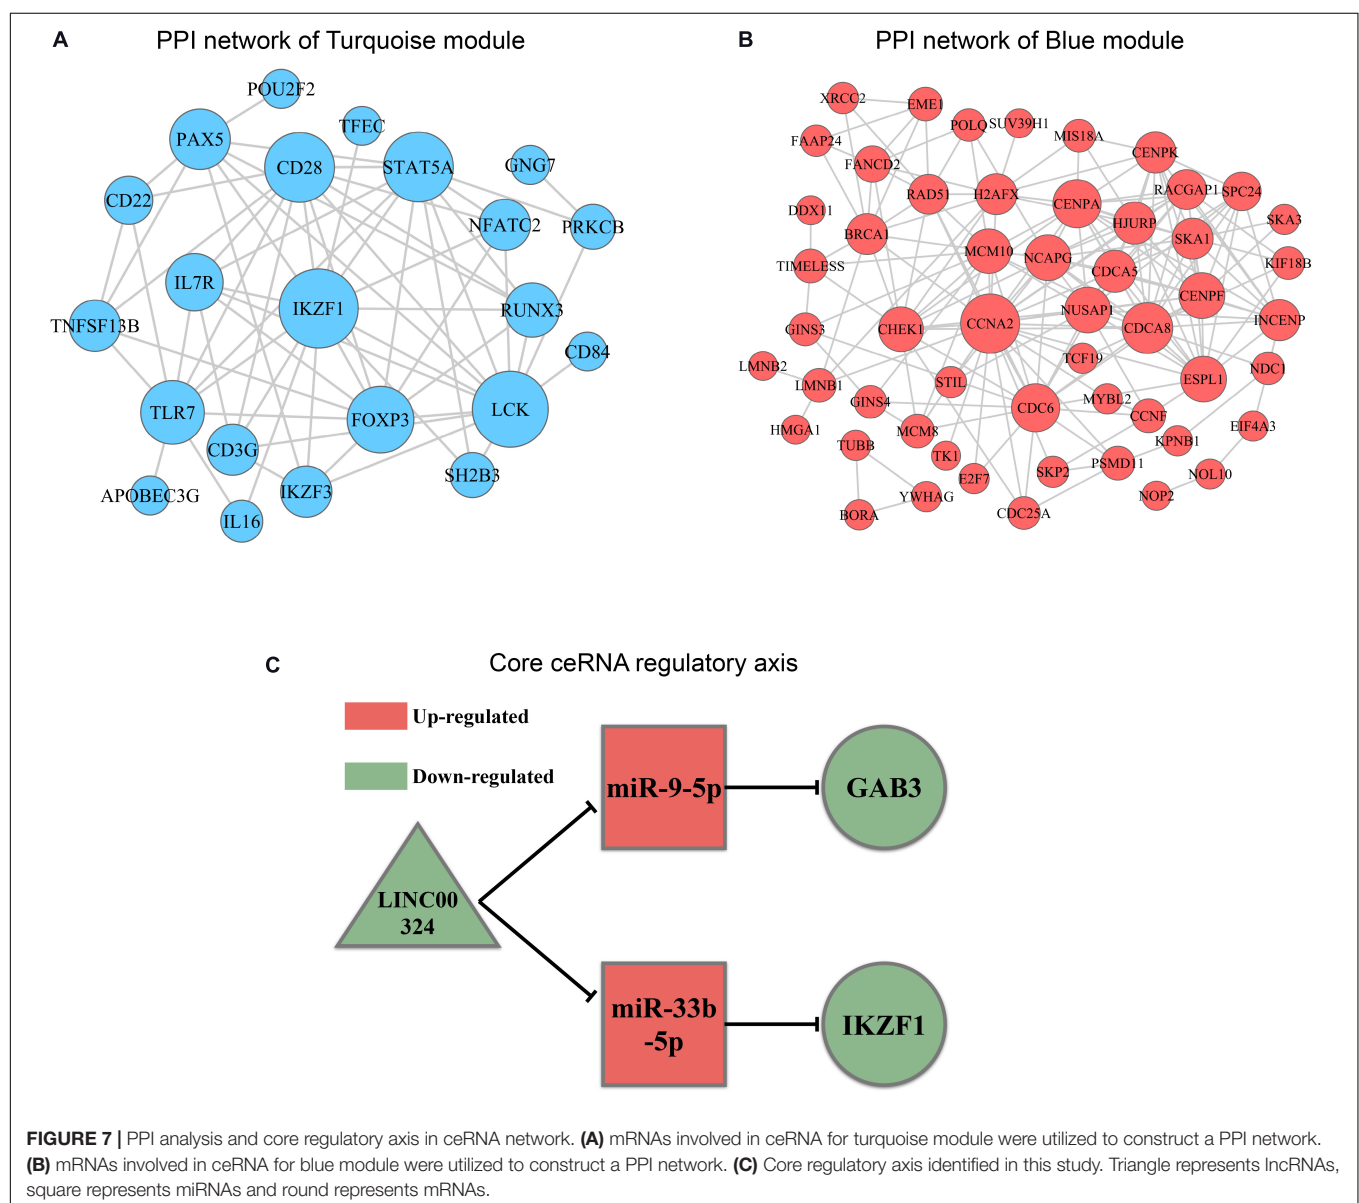 A
PPI network of Turquoise module
POU2F2
TFEC
PAX5
CD28
STAT5A
GNG7
CD22
NFATC2
PRKCB
IL7R
IKZF1
RUNX3
TNFSF13B
CD84
TLR7
FOXP3
LCK
CD3G
SH2B3
APOBEC3G
IKZF3
IL16
B
PPI network of Blue module
XRCC2
EME1
POLQ
SUV39H1
MIS18A
FAAP24
FANCD2
CENPK
RAD51
H2AFX
RACGAP1
SPC24
CENPA
DDX11
HJURP
SKA3
BRCA1
SKA1
MCM10
NCAPG
TIMELESS
CDCA5
KIF18B
CENPF
NUSAP1
INCENP
GINS3
CHEK1
CCNA2
CDCA8
TCF19
LMNB2
NDC1
LMNB1
STIL
ESPL1
GINS4
MYBL2
CDC6
CCNF
HMGA1
MCM8
EIF4A3
TUBB
KPNB1
TK1
SKP2
PSMD11
E2F7
NOL10
YWHAG
NOP2
BORA
CDC25A
C
Core ceRNA regulatory axis
Up-regulated
Down-regulated
miR-9-5p
GAB3
LINC00
324
miR-33b
-5p
IKZF1
FIGURE 7 | PPI analysis and core regulatory axis in ceRNA network. (A) mRNAs involved in ceRNA for turquoise module were utilized to construct a PPI network.
(B) mRNAs involved in ceRNA for blue module were utilized to construct a PPI network. (C) Core regulatory axis identified in this study. Triangle represents lncRNAs,
square represents miRNAs and round represents mRNAs.